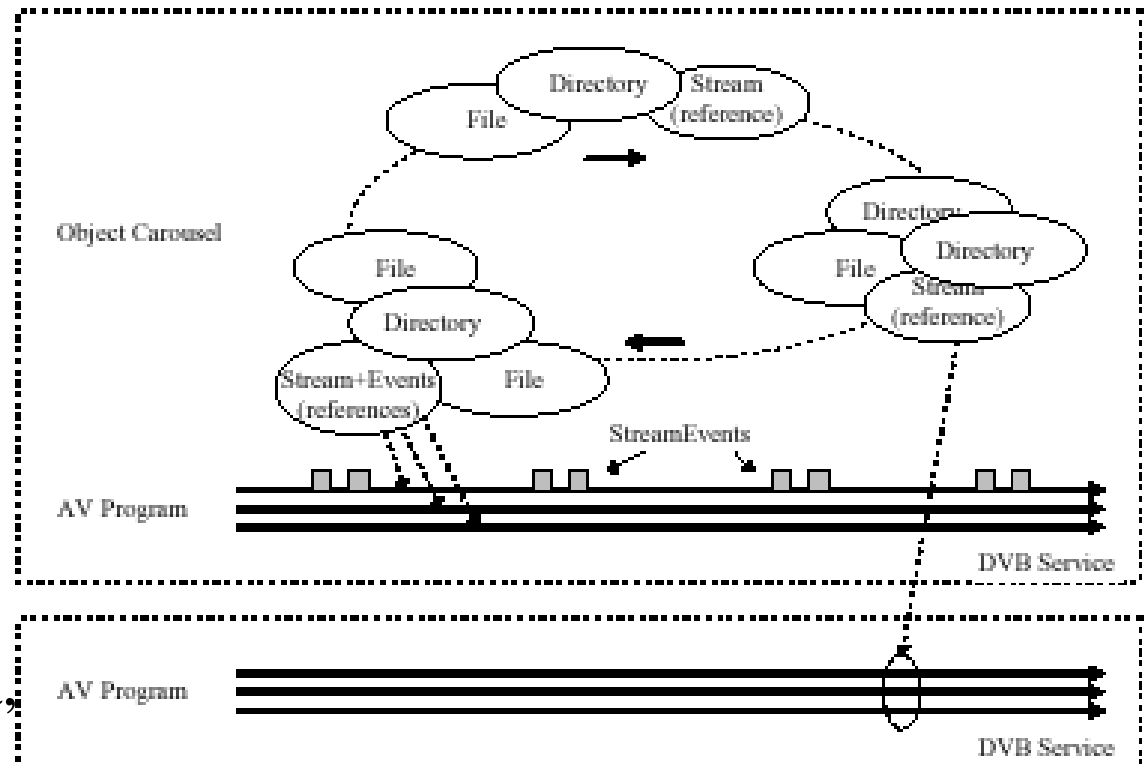 Directory
Stream
(reference)
File
Directory
Object Carousel
Directory
File
File
Stream
(reference)
Directory
Stream+Events
(references)
File
StreamEvents
AV Program
DVB Service
AV Program
,
DVB Service